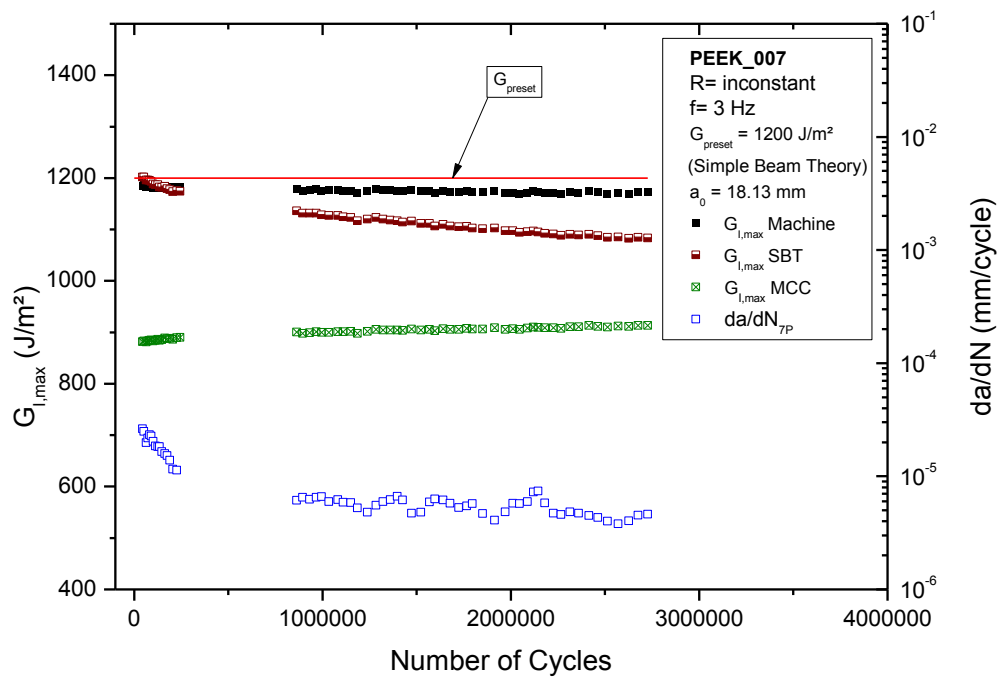 1400
1200
1000
800
600
400
G_I,max (J/m²)
0
1000000
2000000
3000000
4000000
Number of Cycles
10^-1
10^-2
10^-3
10^-4
10^-5
10^-6
da/dN (mm/cycle)
G_preset
PEEK_007
R= inconstant
f= 3 Hz
G_preset = 1200 J/m²
(Simple Beam Theory)
a_0 = 18.13 mm
G_I,max Machine
G_I,max SBT
G_I,max MCC
da/dN_7P